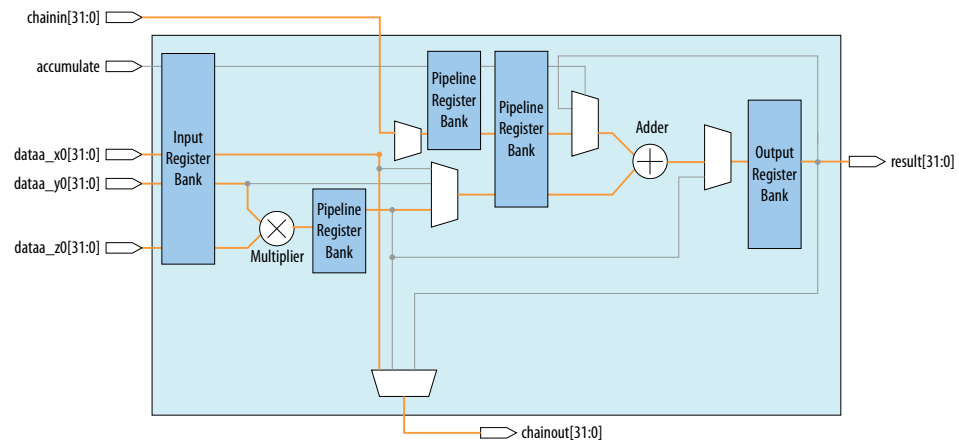 chainin[31:0]
accumulate
dataa_x0[31:0]
dataa_y0[31:0]
dataa_z0[31:0]
Input
Register
Bank
Multiplier
Pipeline
Register
Bank
Pipeline
Register
Bank
Pipeline
Register
Bank
Adder
Output
Register
Bank
result[31:0]
chainout[31:0]